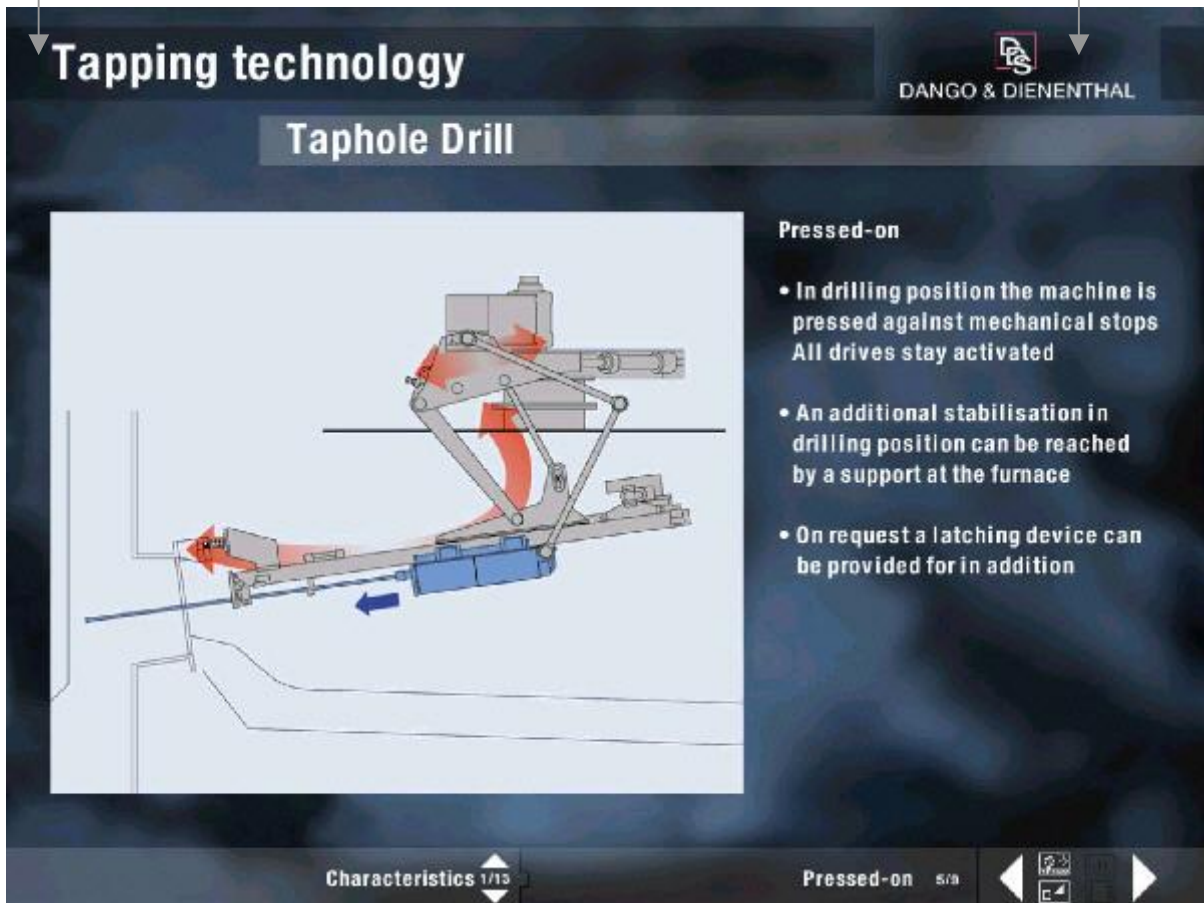 Tapping technology
DDS
DANGO & DIENENTHAL
Taphole Drill
Pressed-on
• In drilling position the machine is
pressed against mechanical stops
All drives stay activated
• An additional stabilisation in
drilling position can be reached
by a support at the furnace
• On request a latching device can
be provided for in addition
Characteristics 1/13
Pressed-on